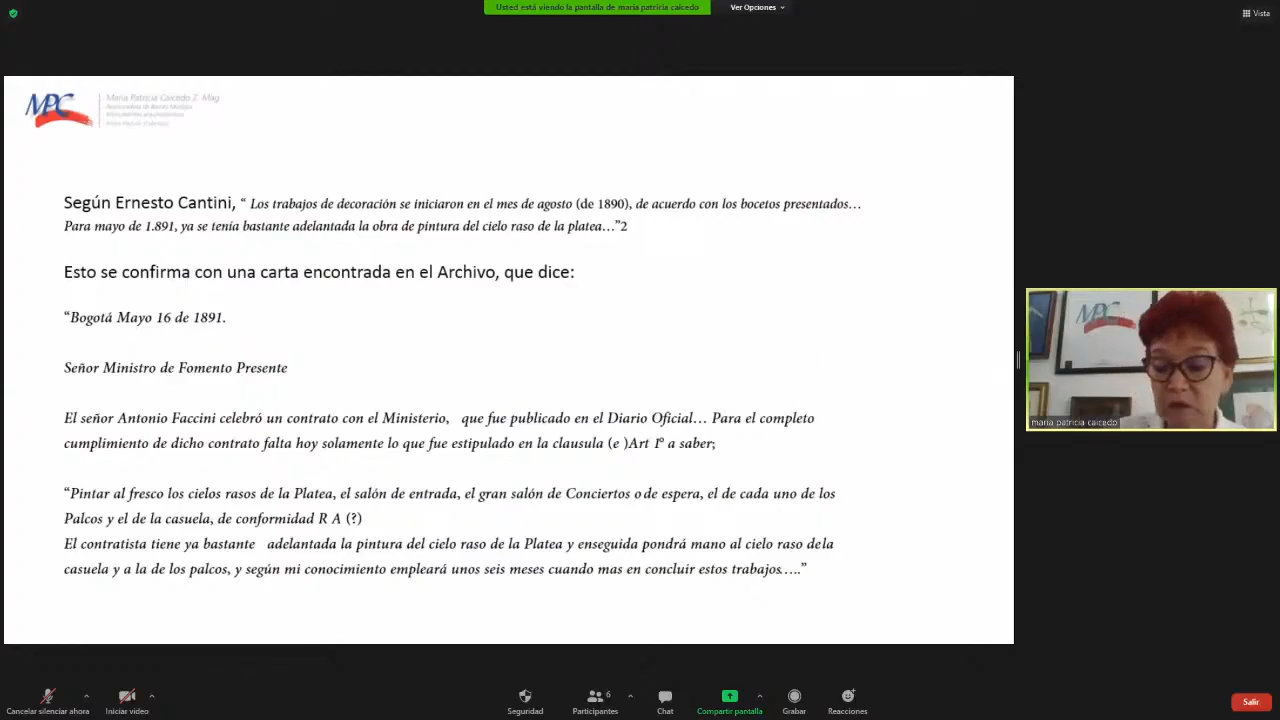 Usted está viendo la pantalla de maria patricia caicedo
Ver Opciones
Vista
MPC
Maria Patricia Caicedo Z. Mag
Según Ernesto Cantini, “ Los trabajos de decoración se iniciaron en el mes de agosto (de 1890), de acuerdo con los bocetos presentados…
Para mayo de 1.891, ya se tenía bastante adelantada la obra de pintura del cielo raso de la platea…”2
Esto se confirma con una carta encontrada en el Archivo, que dice:
“Bogotá Mayo 16 de 1891.
Señor Ministro de Fomento Presente
El señor Antonio Faccini celebró un contrato con el Ministerio, que fue publicado en el Diario Oficial… Para el completo
cumplimiento de dicho contrato falta hoy solamente lo que fue estipulado en la clausula (e )Art 1º a saber;
“Pintar al fresco los cielos rasos de la Platea, el salón de entrada, el gran salón de Conciertos o de espera, el de cada uno de los
Palcos y el de la casuela, de conformidad R A (?)
El contratista tiene ya bastante adelantada la pintura del cielo raso de la Platea y enseguida pondrá mano al cielo raso de la
casuela y a la de los palcos, y según mi conocimiento empleará unos seis meses cuando mas en concluir estos trabajos…..”
MPC
maria patricia caicedo
Cancelar silenciar ahora
Iniciar video
Seguridad
6
Participantes
Chat
Compartir pantalla
Grabar
Reacciones
Salir